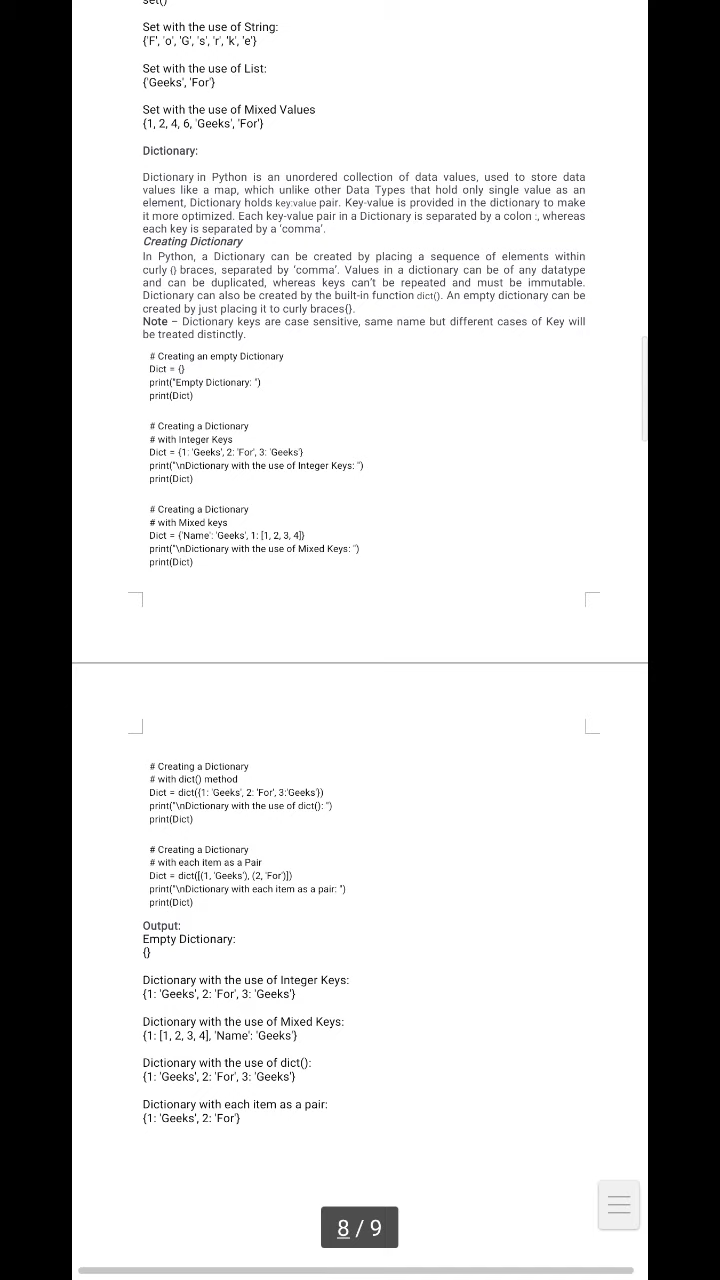 set()
Set with the use of String:
{'F', 'o', 'G', 's', 'r', 'k', 'e'}
Set with the use of List:
{'Geeks', 'For'}
Set with the use of Mixed Values
{1, 2, 4, 6, 'Geeks', 'For'}
Dictionary:
Dictionary in Python is an unordered collection of data values, used to store data
values like a map, which unlike other Data Types that hold only single value as an
element, Dictionary holds key:value pair. Key-value is provided in the dictionary to make
it more optimized. Each key-value pair in a Dictionary is separated by a colon :, whereas
each key is separated by a ‘comma’.
Creating Dictionary
In Python, a Dictionary can be created by placing a sequence of elements within
curly {} braces, separated by ‘comma’. Values in a dictionary can be of any datatype
and can be duplicated, whereas keys can’t be repeated and must be immutable.
Dictionary can also be created by the built-in function dict(). An empty dictionary can be
created by just placing it to curly braces{}.
Note – Dictionary keys are case sensitive, same name but different cases of Key will
be treated distinctly.
# Creating an empty Dictionary
Dict = {}
print("Empty Dictionary: ")
print(Dict)
# Creating a Dictionary
# with Integer Keys
Dict = {1: 'Geeks', 2: 'For', 3: 'Geeks'}
print("\nDictionary with the use of Integer Keys: ")
print(Dict)
# Creating a Dictionary
# with Mixed keys
Dict = {'Name': 'Geeks', 1: [1, 2, 3, 4]}
print("\nDictionary with the use of Mixed Keys: ")
print(Dict)
# Creating a Dictionary
# with dict() method
Dict = dict({1: 'Geeks', 2: 'For', 3:'Geeks'})
print("\nDictionary with the use of dict(): ")
print(Dict)
# Creating a Dictionary
# with each item as a Pair
Dict = dict([(1, 'Geeks'), (2, 'For')])
print("\nDictionary with each item as a pair: ")
print(Dict)
Output:
Empty Dictionary:
{}
Dictionary with the use of Integer Keys:
{1: 'Geeks', 2: 'For', 3: 'Geeks'}
Dictionary with the use of Mixed Keys:
{1: [1, 2, 3, 4], 'Name': 'Geeks'}
Dictionary with the use of dict():
{1: 'Geeks', 2: 'For', 3: 'Geeks'}
Dictionary with each item as a pair:
{1: 'Geeks', 2: 'For'}
8 / 9